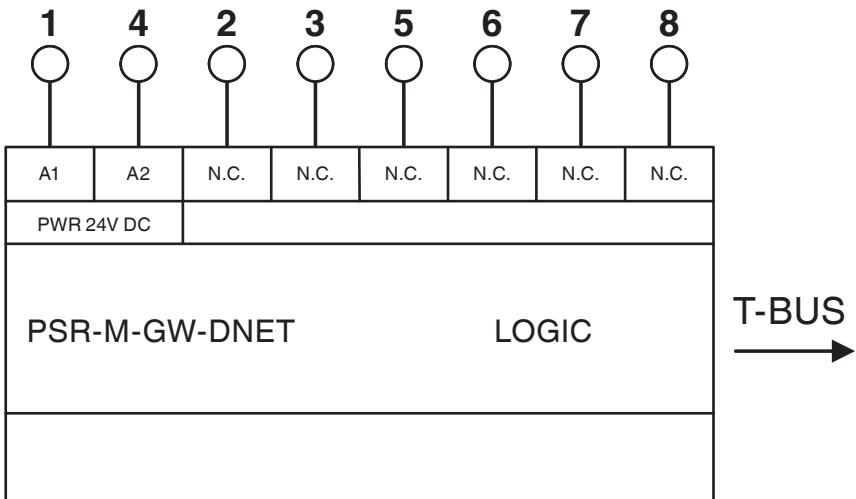 1 4 2 3 5 6 7 8
A1 A2 N.C. N.C. N.C. N.C. N.C. N.C.
PWR 24V DC
PSR-M-GW-DNET LOGIC
T-BUS